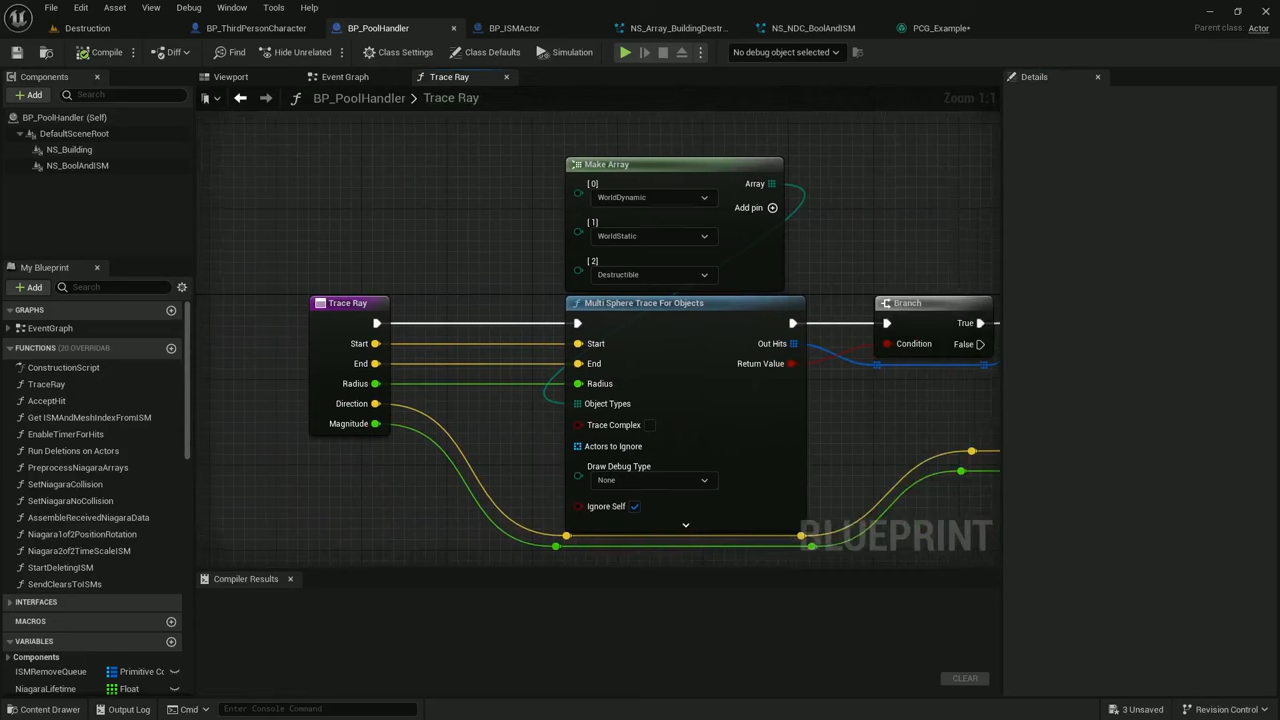 File Edit Asset View Debug Window Tools Help
Destruction BP_ThirdPersonCharacter BP_PoolHandler BP_ISMActor NS_Array_BuildingDestr... NS_NDC_BoolAndISM PCG_Example* Parent class: Actor
Compile Diff Find Hide Unrelated Class Settings Class Defaults Simulation No debug object selected
Components Viewport Event Graph Trace Ray Details
Add Search BP_PoolHandler Trace Ray Zoom 1:1
BP_PoolHandler (Self)
DefaultSceneRoot
NS_Building
NS_BoolAndISM
Make Array
[0] Array
WorldDynamic
Add pin
[1]
WorldStatic
[2]
Destructible
My Blueprint
Add Search
GRAPHS
EventGraph
FUNCTIONS (20 OVERRIDAB
ConstructionScript
TraceRay
AcceptHit
Get ISMAndMeshIndexFromISM
EnableTimerForHits
Run Deletions on Actors
PreprocessNiagaraArrays
SetNiagaraCollision
SetNiagaraNoCollision
AssembleReceivedNiagaraData
Niagara1of2PositionRotation
Niagara2of2TimeScaleISM
StartDeletingISM
SendClearsToISMs
INTERFACES
MACROS
VARIABLES
Components
ISMRemoveQueue Primitive Cc
NiagaraLifetime Float
Trace Ray
Start
End
Radius
Direction
Magnitude
Multi Sphere Trace For Objects
Start Out Hits
End Return Value
Radius
Object Types
Trace Complex
Actors to Ignore
Draw Debug Type
None
Ignore Self
Branch
True
Condition False
BLUEPRINT
Compiler Results
CLEAR
Content Drawer Output Log Cmd Enter Console Command 3 Unsaved Revision Control